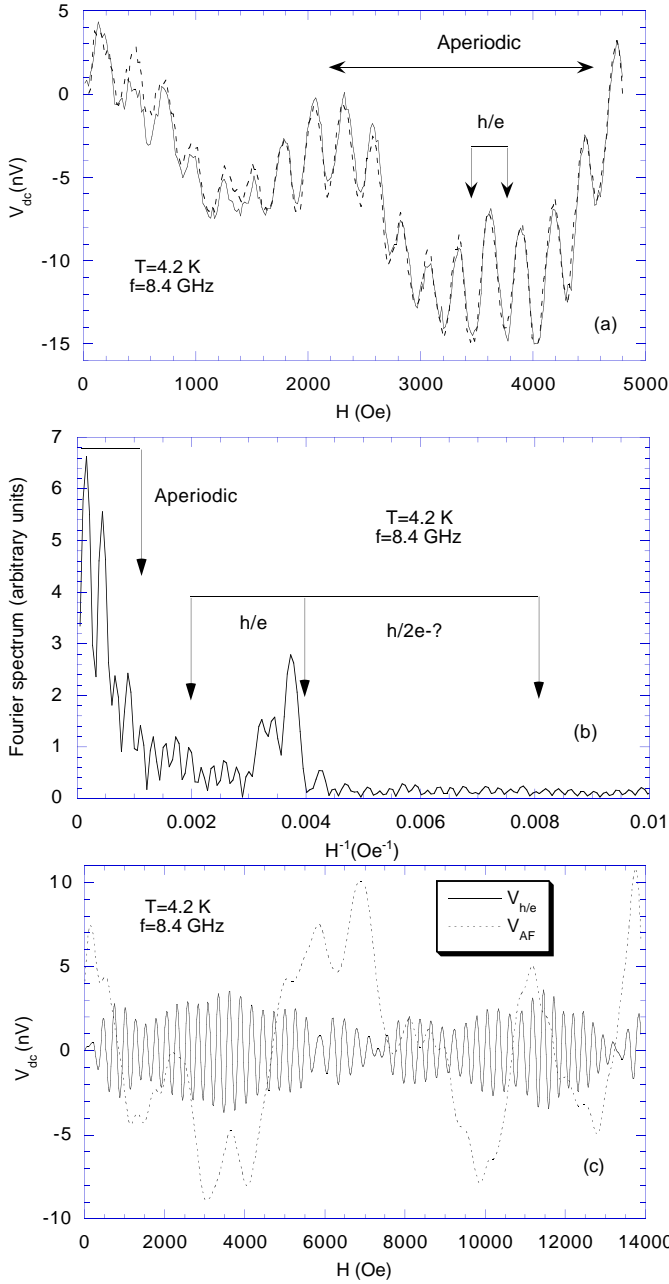 5
0
-5
-10
-15
V_dc (nV)
Aperiodic
h/e
T=4.2 K
f=8.4 GHz
(a)
0 1000 2000 3000 4000 5000
H (Oe)
7
6
5
4
3
2
1
0
Fourier spectrum (arbitrary units)
Aperiodic
T=4.2 K
f=8.4 GHz
h/e
h/2e-?
(b)
0 0.002 0.004 0.006 0.008 0.01
H⁻¹(Oe⁻¹)
10
5
0
-5
-10
V_dc (nV)
T=4.2 K
f=8.4 GHz
V_h/e
V_AF
(c)
0 2000 4000 6000 8000 10000 12000 14000
H (Oe)